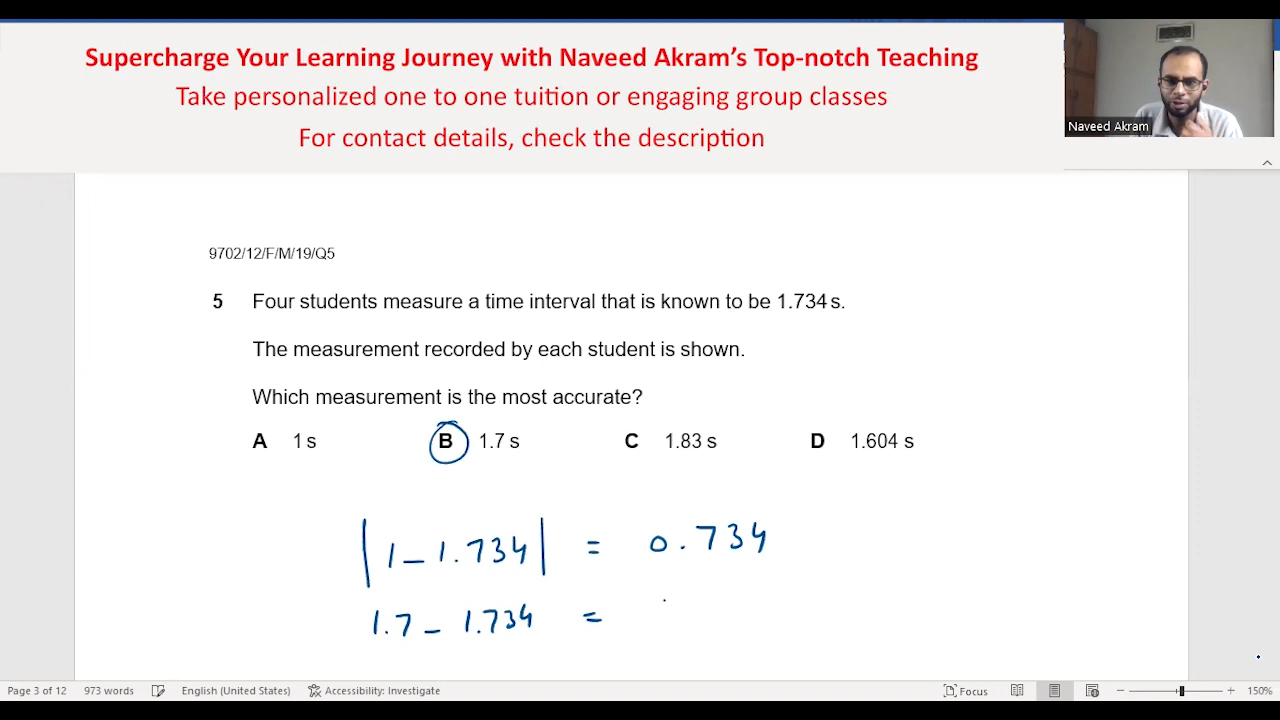 Supercharge Your Learning Journey with Naveed Akram’s Top-notch Teaching
Take personalized one to one tuition or engaging group classes
For contact details, check the description
Naveed Akram
9702/12/F/M/19/Q5
5 Four students measure a time interval that is known to be 1.734 s.
The measurement recorded by each student is shown.
Which measurement is the most accurate?
A 1 s B 1.7 s C 1.83 s D 1.604 s
|1 - 1.734| = 0.734
1.7 - 1.734 =
Page 3 of 12 973 words English (United States) Accessibility: Investigate Focus 150%